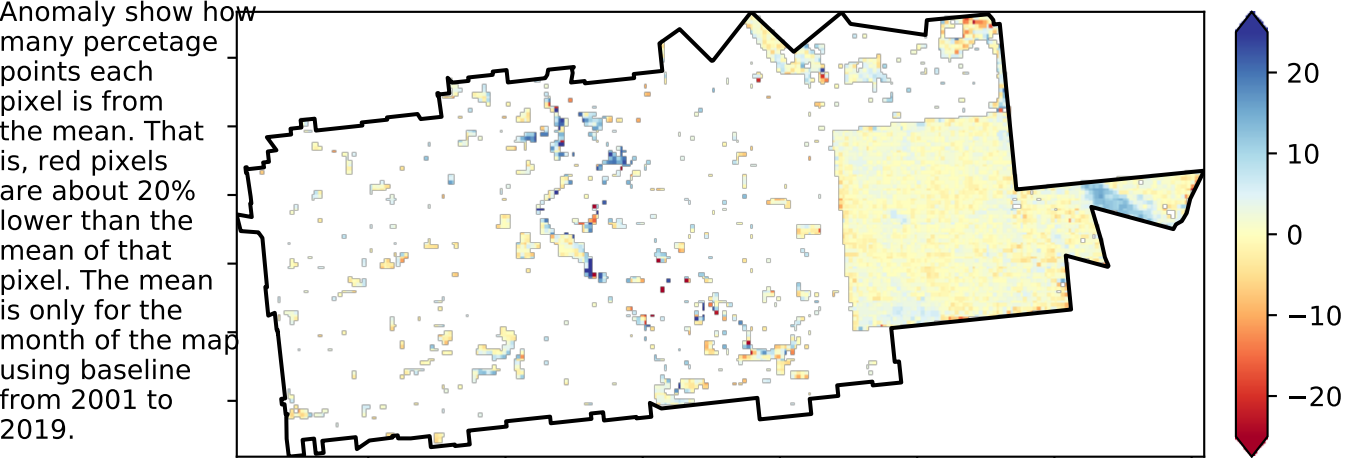 Anomaly show how
many percetage
points each
pixel is from
the mean. That
is, red pixels
are about 20%
lower than the
mean of that
pixel. The mean
is only for the
month of the map
using baseline
from 2001 to
2019.
20
10
0
−10
−20